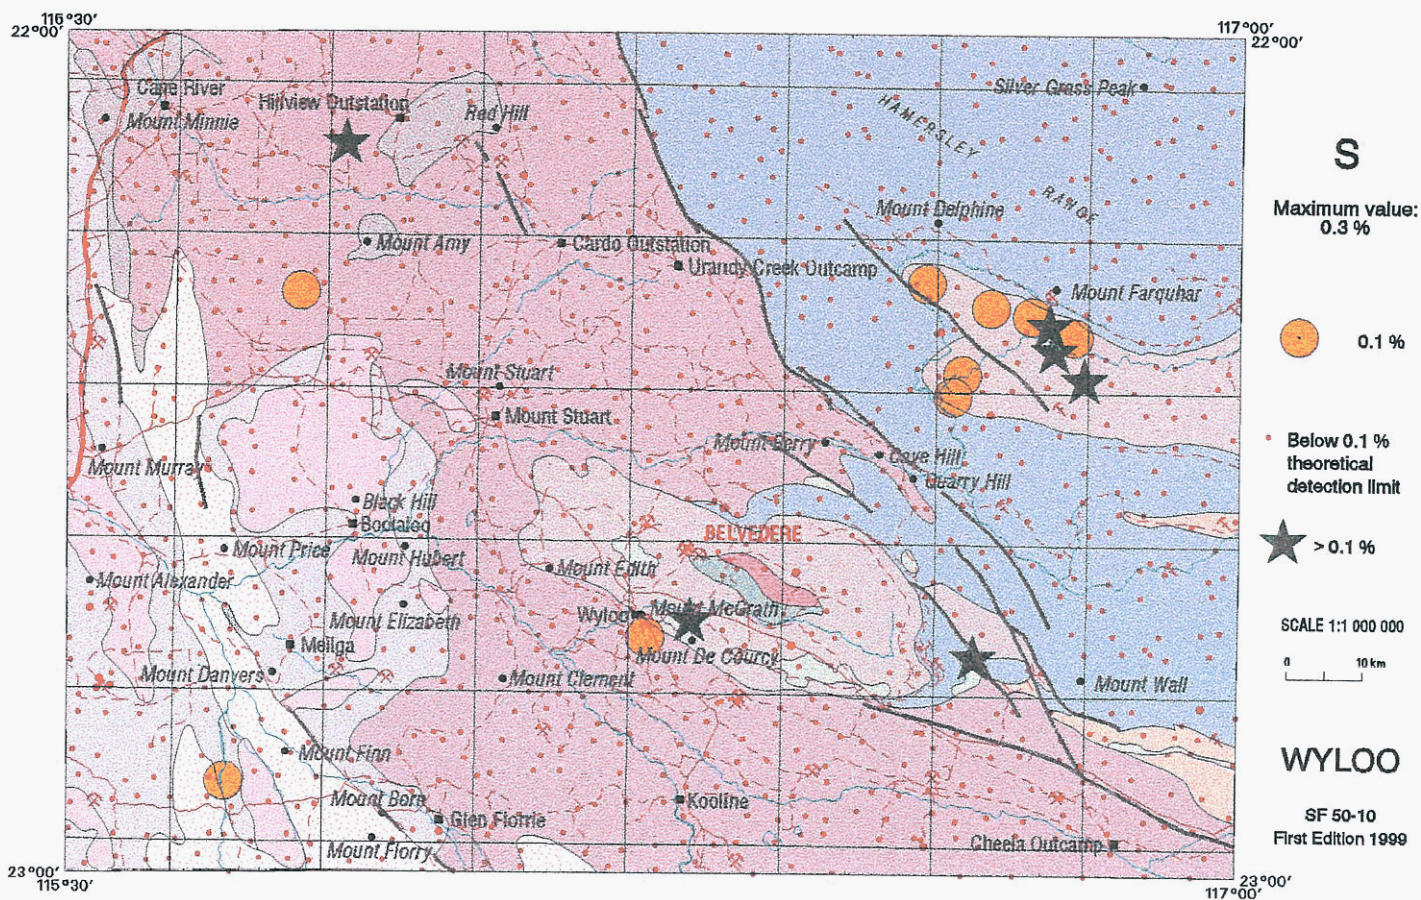 116°30' 117°00'
22°00' 22°00'
Cane River
Silver Grass Peak
Hillview Outstation
Red Hill
Mount Minnie
HAMERSLEY
RANGE
S
Maximum value:
0.3 %
Mount Delphine
Mount Amy
Cardo Outstation
Urandy Creek Outcamp
Mount Farquhar
0.1 %
Mount Stuart
Mount Stuart
Mount Berry
Cave Hill
Mount Murray
Quarry Hill
Below 0.1 %
theoretical
detection limit
Black Hill
Boolaloo
BELVEDERE
Mount Price
Mount Hubert
> 0.1 %
Mount Edith
Mount Alexander
Wyloo
Mount McGrath
Mount Elizabeth
SCALE 1:1 000 000
Meilga
Mount De Courcy
0 10 km
Mount Danvers
Mount Clement
Mount Wall
Mount Finn
WYLOO
Mount Born
Kooline
Glen Florrie
SF 50-10
First Edition 1999
Mount Florry
Cheela Outcamp
23°00' 23°00'
115°30' 117°00'